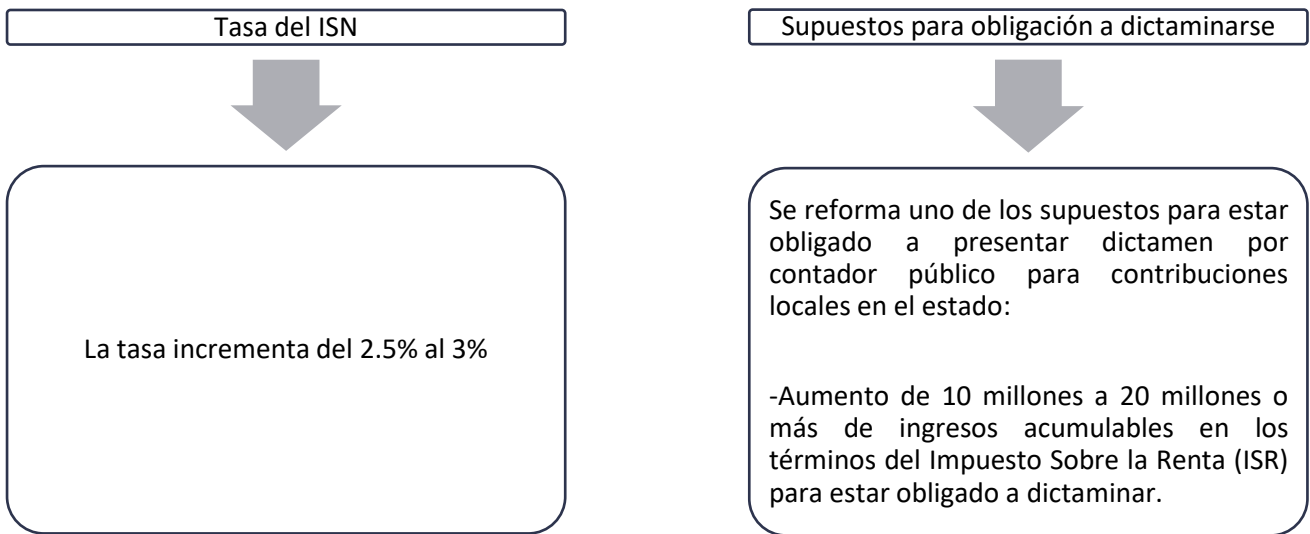 Tasa del ISN
La tasa incrementa del 2.5% al 3%
Supuestos para obligación a dictaminarse
Se reforma uno de los supuestos para estar
obligado a presentar dictamen por
contador público para contribuciones
locales en el estado:
-Aumento de 10 millones a 20 millones o
más de ingresos acumulables en los
términos del Impuesto Sobre la Renta (ISR)
para estar obligado a dictaminar.